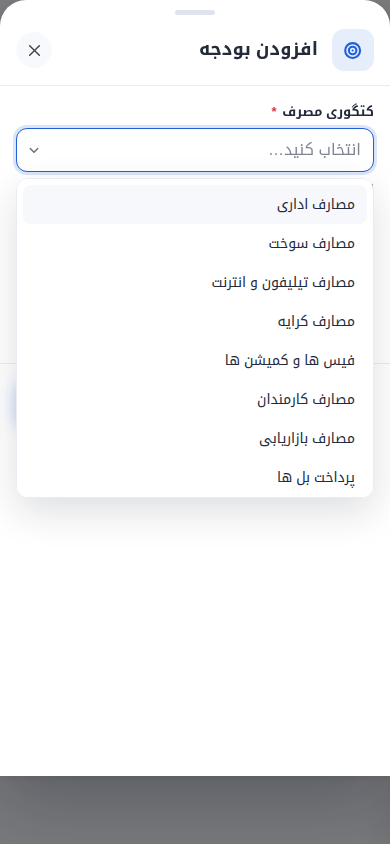 افزودن بودجه
کتگوری مصرف *
انتخاب کنید...
مصارف اداری
مصارف سوخت
مصارف تیلیفون و انترنت
مصارف کرایه
فیس ها و کمیشن ها
مصارف کارمندان
مصارف بازاریابی
پرداخت بل ها